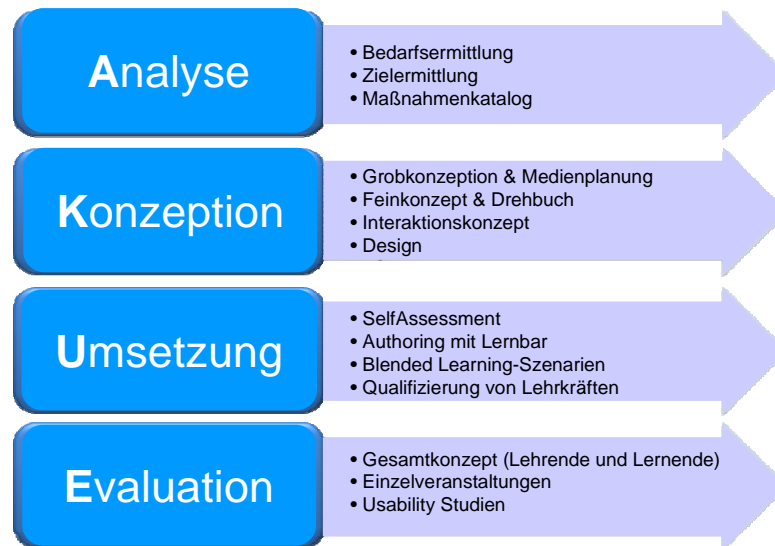 Analyse
• Bedarfsermittlung
• Zielermittlung
• Maßnahmenkatalog
Konzeption
• Grobkonzeption & Medienplanung
• Feinkonzept & Drehbuch
• Interaktionskonzept
• Design
Umsetzung
• SelfAssessment
• Authoring mit Lernbar
• Blended Learning-Szenarien
• Qualifizierung von Lehrkräften
Evaluation
• Gesamtkonzept (Lehrende und Lernende)
• Einzelveranstaltungen
• Usability Studien